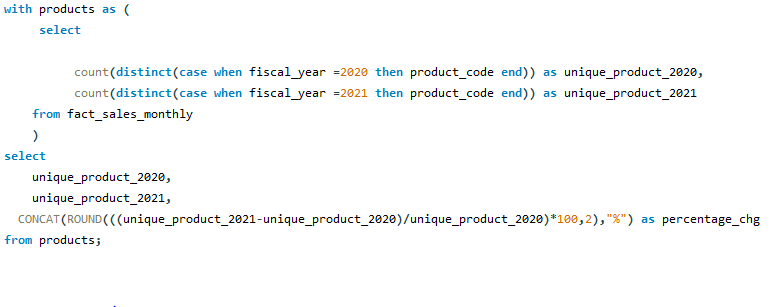 with products as (
select
count(distinct(case when fiscal_year =2020 then product_code end)) as unique_product_2020,
count(distinct(case when fiscal_year =2021 then product_code end)) as unique_product_2021
from fact_sales_monthly
)
select
unique_product_2020,
unique_product_2021,
CONCAT(ROUND(((unique_product_2021-unique_product_2020)/unique_product_2020)*100,2),"%") as percentage_chg
from products;